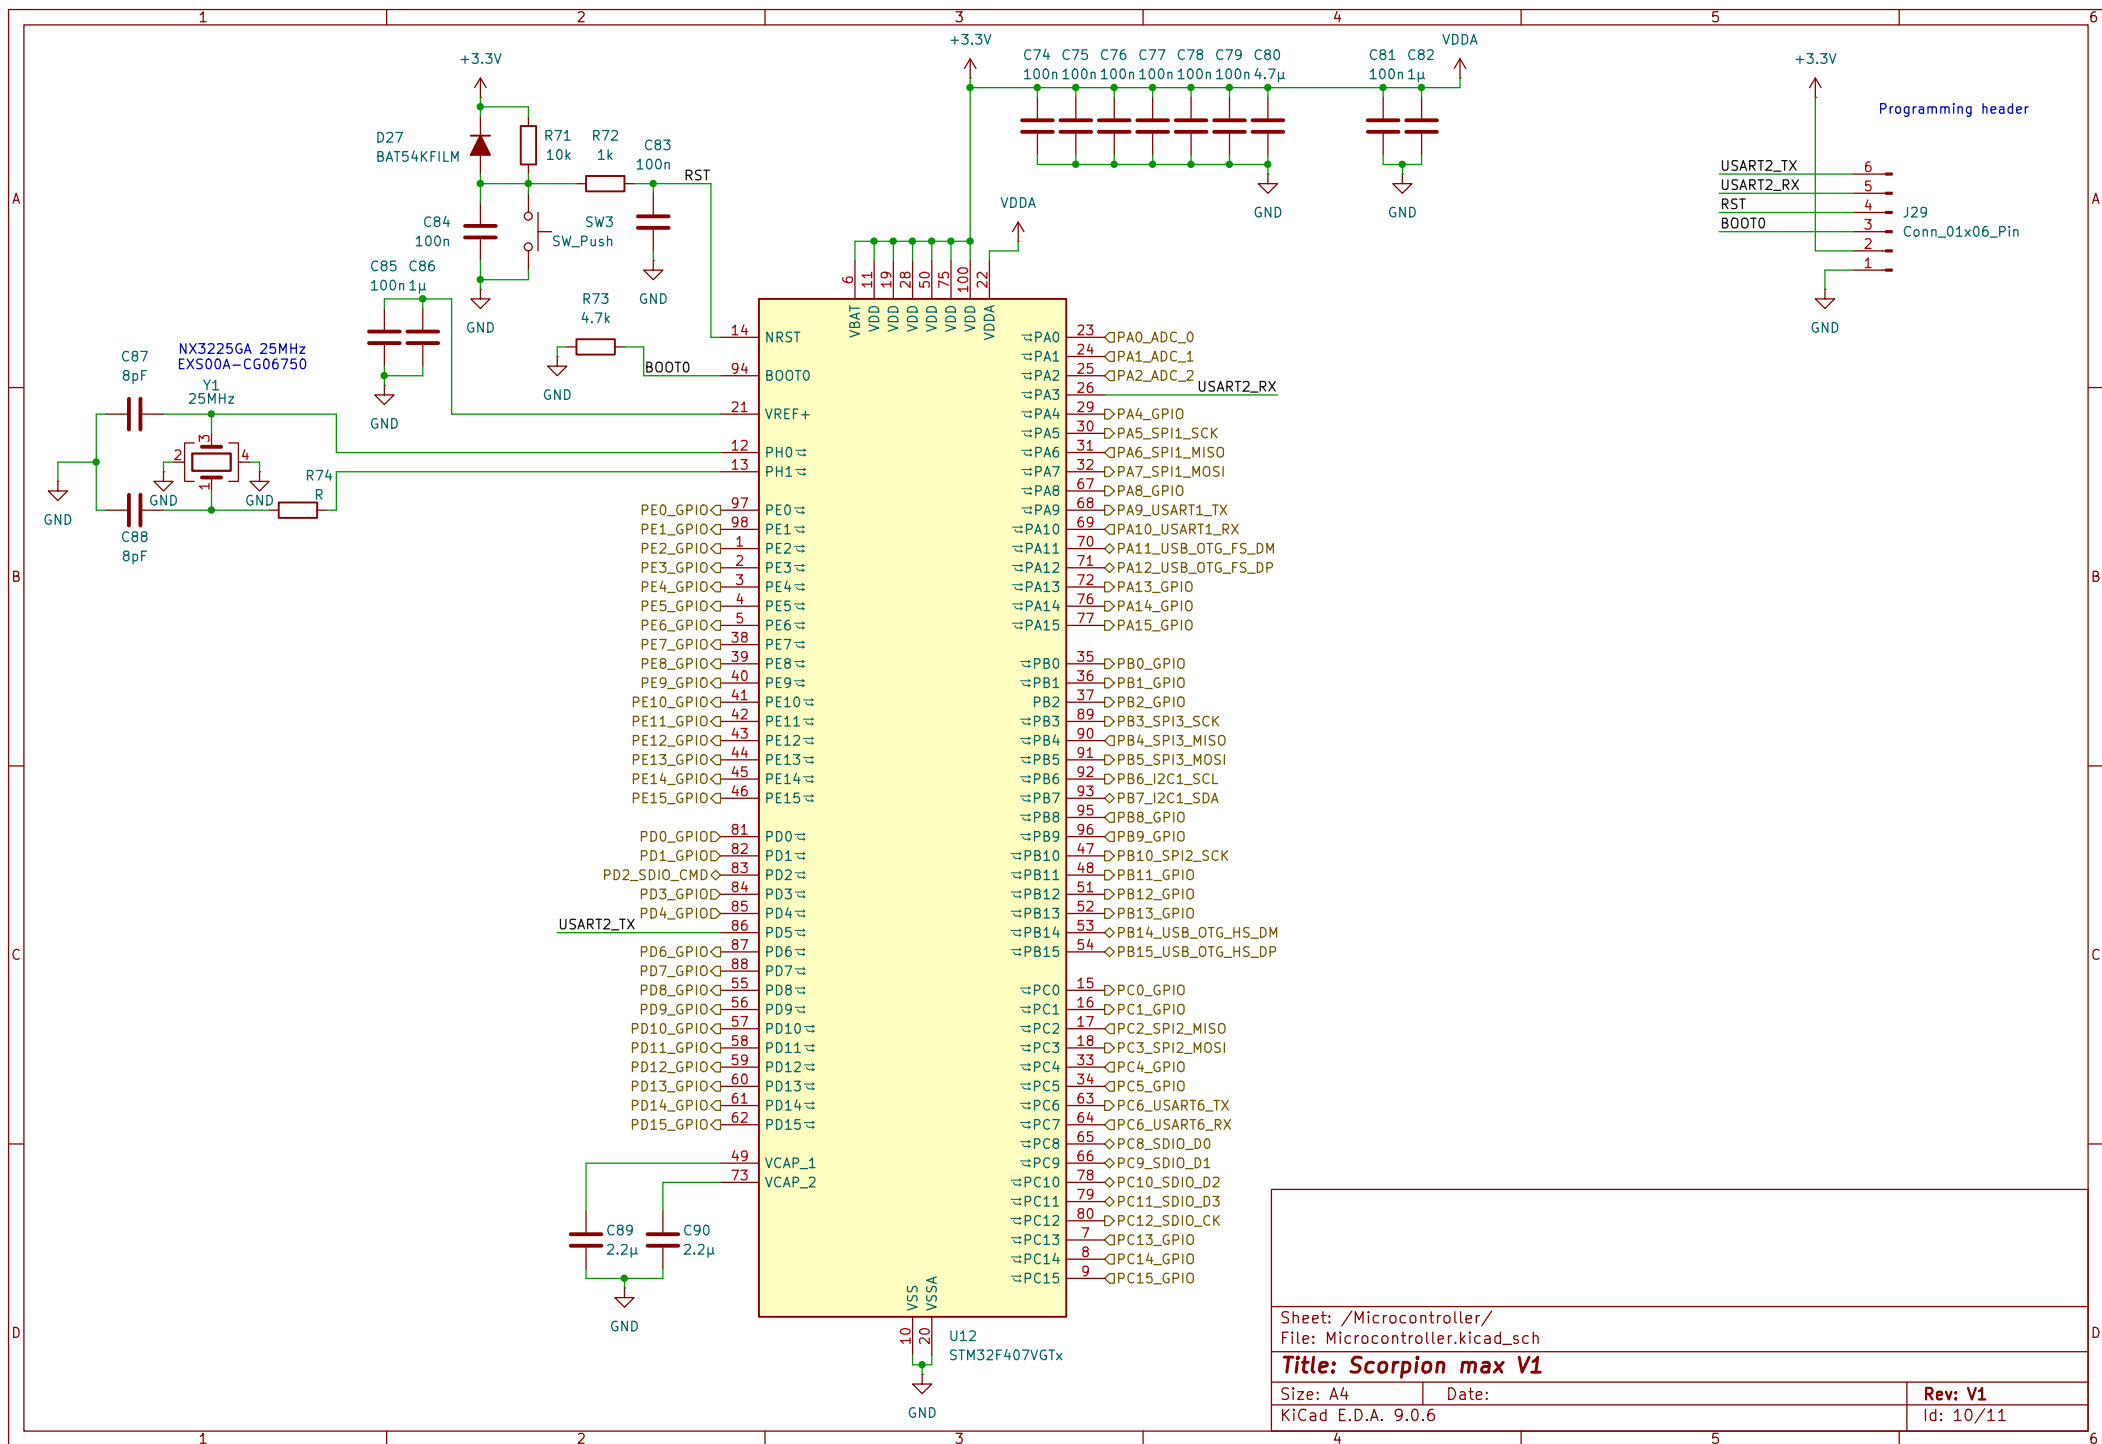 1 2 3 4 5 6
A
B
C
D
+3.3V
D27
BAT54KFILM
R71
10k
R72
1k
C83
100n
RST
C84
100n
SW3
SW_Push
GND
GND
C85 C86
100n 1µ
GND
R73
4.7k
GND
BOOT0
NX3225GA 25MHz
EXS00A-CG06750
C87
8pF
Y1
25MHz
3
2 4
1
GND GND
GND
R74
R
C88
8pF
+3.3V
C74 C75 C76 C77 C78 C79 C80
100n 100n 100n 100n 100n 100n 4.7µ
GND
C81 C82
100n 1µ
VDDA
GND
VDDA
+3.3V
Programming header
USART2_TX 6
USART2_RX 5
RST 4
BOOT0 3
2
1
J29
Conn_01x06_Pin
GND
6 11 19 28 50 75 100 22
VBAT VDD VDD VDD VDD VDD VDD VDDA
14 NRST
94 BOOT0
21 VREF+
12 PH0
13 PH1
PE0_GPIO 97 PE0
PE1_GPIO 98 PE1
PE2_GPIO 1 PE2
PE3_GPIO 2 PE3
PE4_GPIO 3 PE4
PE5_GPIO 4 PE5
PE6_GPIO 5 PE6
PE7_GPIO 38 PE7
PE8_GPIO 39 PE8
PE9_GPIO 40 PE9
PE10_GPIO 41 PE10
PE11_GPIO 42 PE11
PE12_GPIO 43 PE12
PE13_GPIO 44 PE13
PE14_GPIO 45 PE14
PE15_GPIO 46 PE15
PD0_GPIO 81 PD0
PD1_GPIO 82 PD1
PD2_SDIO_CMD 83 PD2
PD3_GPIO 84 PD3
PD4_GPIO 85 PD4
USART2_TX 86 PD5
PD6_GPIO 87 PD6
PD7_GPIO 88 PD7
PD8_GPIO 55 PD8
PD9_GPIO 56 PD9
PD10_GPIO 57 PD10
PD11_GPIO 58 PD11
PD12_GPIO 59 PD12
PD13_GPIO 60 PD13
PD14_GPIO 61 PD14
PD15_GPIO 62 PD15
49 VCAP_1
73 VCAP_2
C89
2.2µ
C90
2.2µ
GND
PA0 23 PA0_ADC_0
PA1 24 PA1_ADC_1
PA2 25 PA2_ADC_2
PA3 26 USART2_RX
PA4 29 PA4_GPIO
PA5 30 PA5_SPI1_SCK
PA6 31 PA6_SPI1_MISO
PA7 32 PA7_SPI1_MOSI
PA8 67 PA8_GPIO
PA9 68 PA9_USART1_TX
PA10 69 PA10_USART1_RX
PA11 70 PA11_USB_OTG_FS_DM
PA12 71 PA12_USB_OTG_FS_DP
PA13 72 PA13_GPIO
PA14 76 PA14_GPIO
PA15 77 PA15_GPIO
PB0 35 PB0_GPIO
PB1 36 PB1_GPIO
PB2 37 PB2_GPIO
PB3 89 PB3_SPI3_SCK
PB4 90 PB4_SPI3_MISO
PB5 91 PB5_SPI3_MOSI
PB6 92 PB6_I2C1_SCL
PB7 93 PB7_I2C1_SDA
PB8 95 PB8_GPIO
PB9 96 PB9_GPIO
PB10 47 PB10_SPI2_SCK
PB11 48 PB11_GPIO
PB12 51 PB12_GPIO
PB13 52 PB13_GPIO
PB14 53 PB14_USB_OTG_HS_DM
PB15 54 PB15_USB_OTG_HS_DP
PC0 15 PC0_GPIO
PC1 16 PC1_GPIO
PC2 17 PC2_SPI2_MISO
PC3 18 PC3_SPI2_MOSI
PC4 33 PC4_GPIO
PC5 34 PC5_GPIO
PC6 63 PC6_USART6_TX
PC7 64 PC6_USART6_RX
PC8 65 PC8_SDIO_D0
PC9 66 PC9_SDIO_D1
PC10 78 PC10_SDIO_D2
PC11 79 PC11_SDIO_D3
PC12 80 PC12_SDIO_CK
PC13 7 PC13_GPIO
PC14 8 PC14_GPIO
PC15 9 PC15_GPIO
VSS VSSA
10 20
U12
STM32F407VGTx
GND
Sheet: /Microcontroller/
File: Microcontroller.kicad_sch
Title: Scorpion max V1
Size: A4 Date: Rev: V1
KiCad E.D.A. 9.0.6 Id: 10/11
A
B
C
D
1 2 3 4 5 6